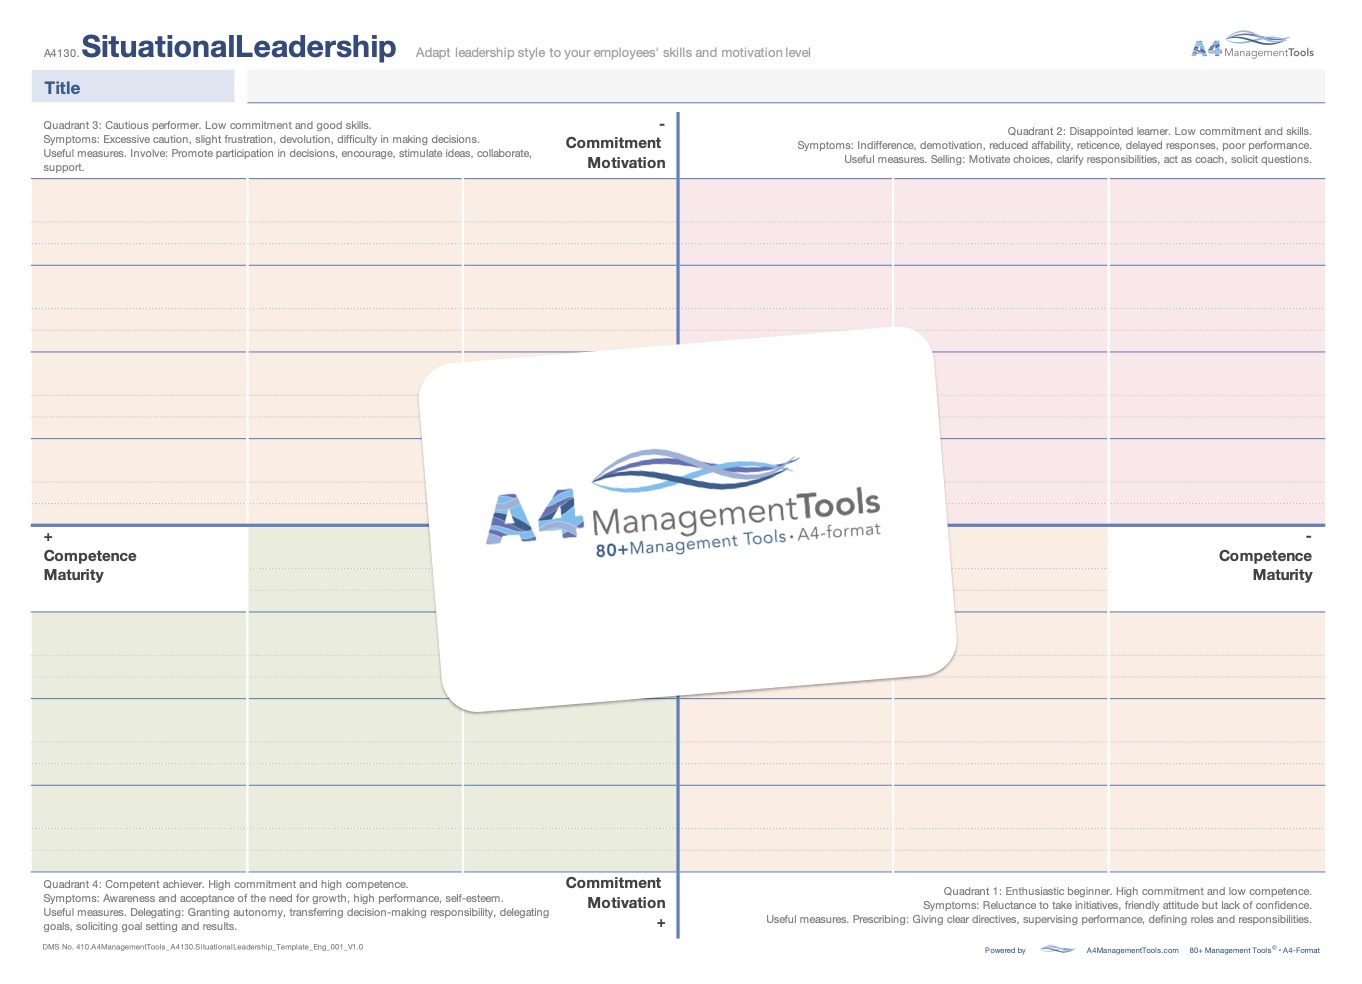 A4130. SituationalLeadership Adapt leadership style to your employees' skills and motivation level
A4 ManagementTools
Title
Quadrant 3: Cautious performer. Low commitment and good skills.
Symptoms: Excessive caution, slight frustration, devolution, difficulty in making decisions.
Useful measures. Involve: Promote participation in decisions, encourage, stimulate ideas, collaborate,
support.
-
Commitment
Motivation
Quadrant 2: Disappointed learner. Low commitment and skills.
Symptoms: Indifference, demotivation, reduced affability, reticence, delayed responses, poor performance.
Useful measures. Selling: Motivate choices, clarify responsibilities, act as coach, solicit questions.
A4 ManagementTools
80+Management Tools • A4-format
+
Competence
Maturity
-
Competence
Maturity
Quadrant 4: Competent achiever. High commitment and high competence.
Symptoms: Awareness and acceptance of the need for growth, high performance, self-esteem.
Useful measures. Delegating: Granting autonomy, transferring decision-making responsibility, delegating
goals, soliciting goal setting and results.
Commitment
Motivation
+
Quadrant 1: Enthusiastic beginner. High commitment and low competence.
Symptoms: Reluctance to take initiatives, friendly attitude but lack of confidence.
Useful measures. Prescribing: Giving clear directives, supervising performance, defining roles and responsibilities.
DMS No. 410.A4ManagementTools_A4130.SituationalLeadership_Template_Eng_001_V1.0
Powered by A4ManagementTools.com 80+ Management Tools© • A4-Format